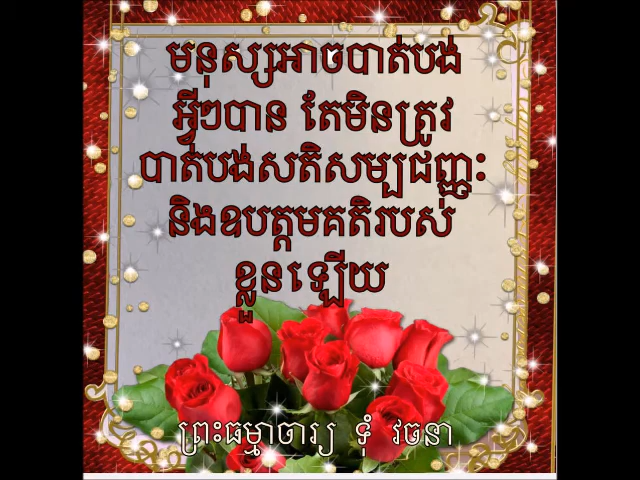 មនុស្សអាចបាត់បង់
អ្វីៗបាន តែមិនត្រូវ
បាត់បង់សតិសម្បជញ្ញៈ
និងឧបត្តមគតិរបស់
ខ្លួនឡើយ
ព្រះធម្មាចារ្យ ទុំ វចនា